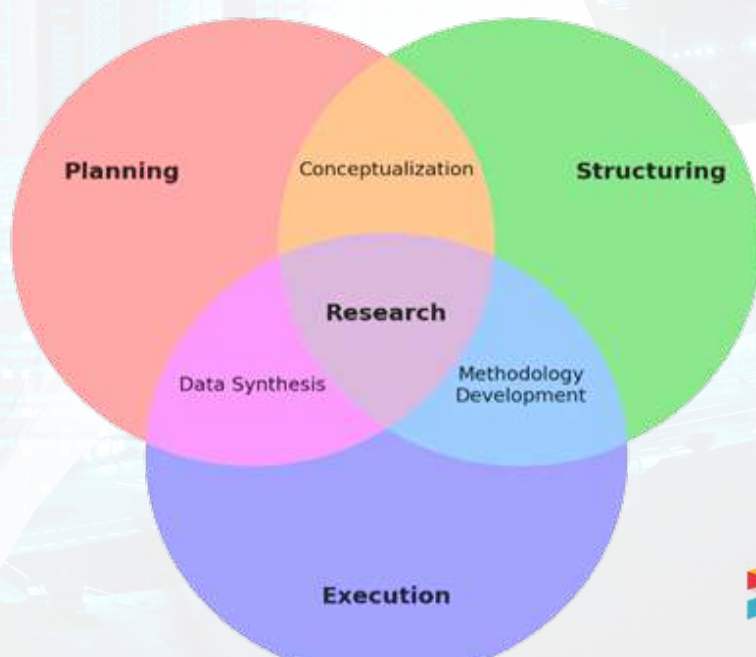 Conceptualization
Planning
Structuring
Research
Data Synthesis
Methodology
Development
Execution